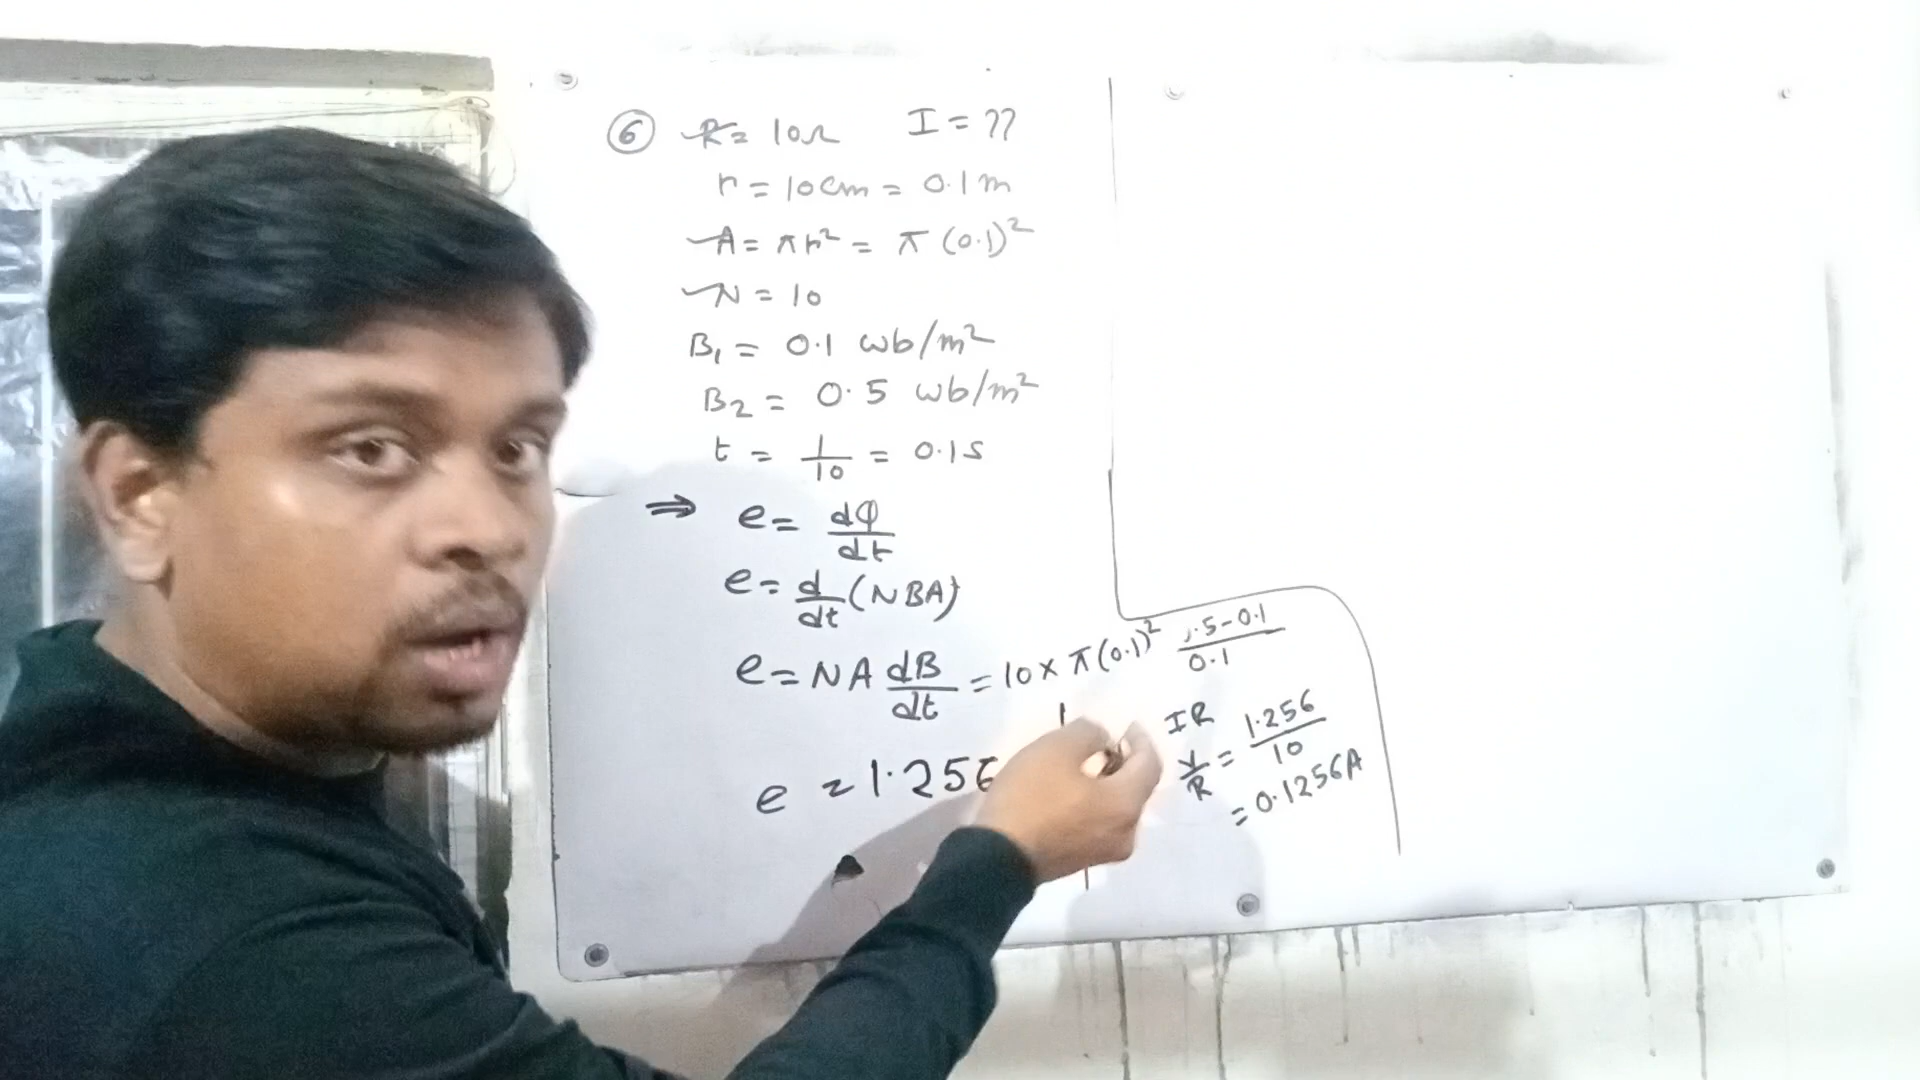 ⑥ R = 10Ω I = ??
r = 10cm = 0.1m
A = πr² = π (0.1)²
N = 10
B₁ = 0.1 wb/m²
B₂ = 0.5 wb/m²
t = 1/10 = 0.1s
⇒ e = dφ/dt
e = d/dt (NBA)
e = NA dB/dt = 10 × π(0.1)² .5-0.1/0.1
e = 1.256
IR
V/R = 1.256/10
= 0.1256A